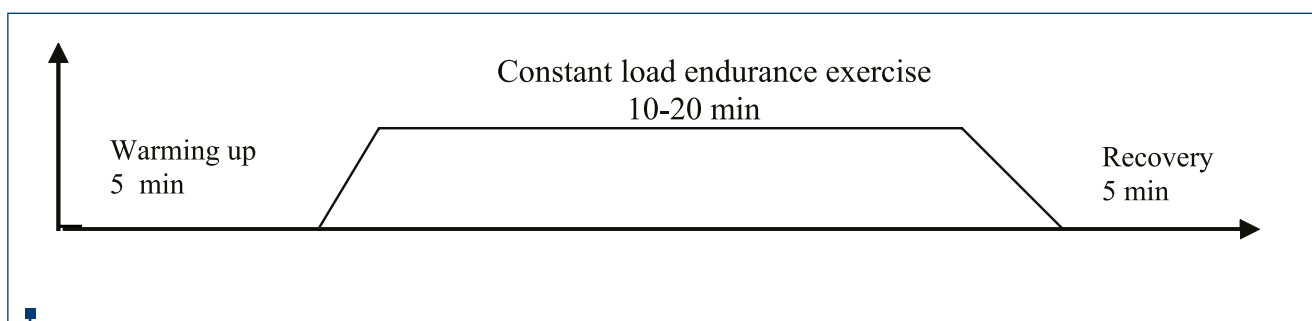 Constant load endurance exercise
10-20 min
Warming up
5 min
Recovery
5 min